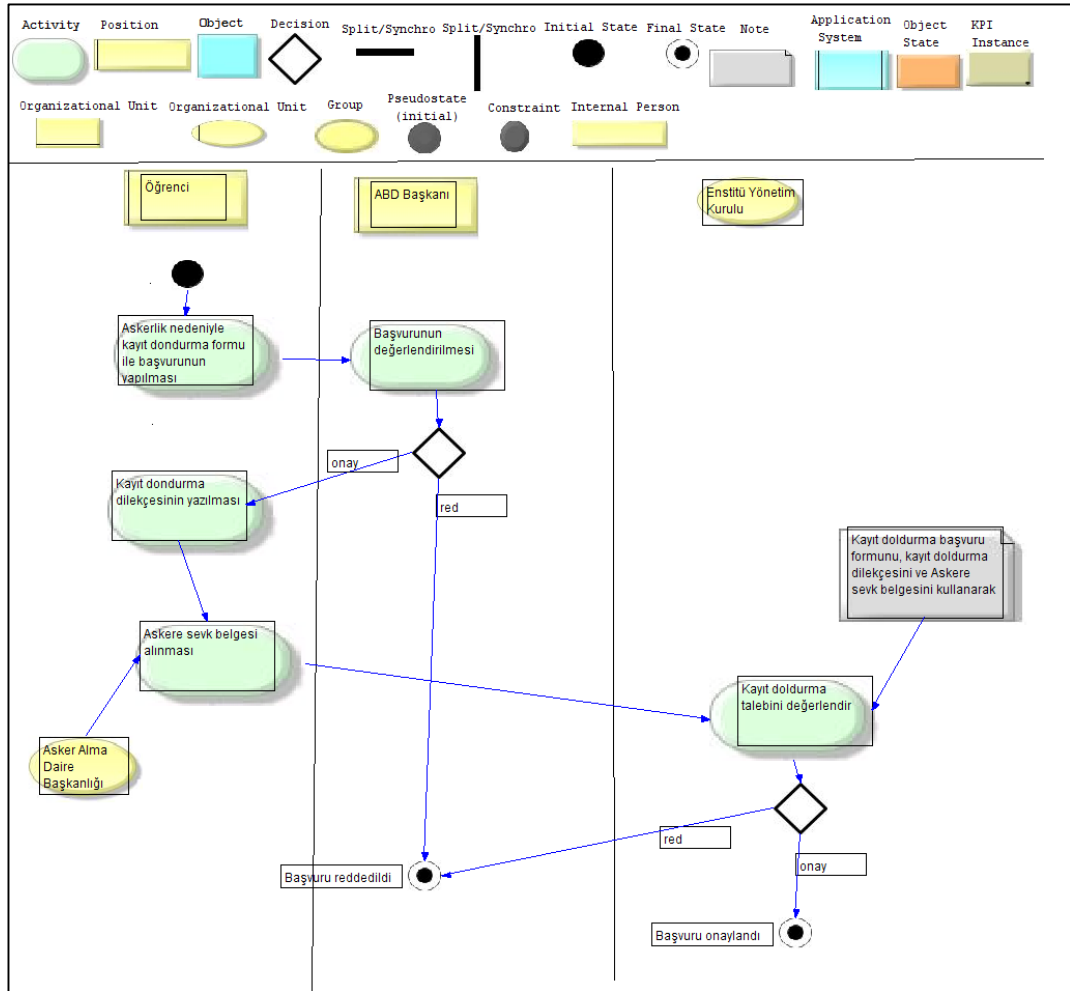 Activity
Position
Object
Decision
Split/Synchro
Split/Synchro
Initial State
Final State
Note
Application
System
Object
State
KPI
Instance
Organizational Unit
Organizational Unit
Group
Pseudostate
(initial)
Constraint
Internal Person
Öğrenci
ABD Başkanı
Enstitü Yönetim
Kurulu
Askerlik nedeniyle
kayıt dondurma formu
ile başvurunun
yapılması
Başvurunun
değerlendirilmesi
onay
red
Kayıt dondurma
dilekçesinin yazılması
Kayıt doldurma başvuru
formunu, kayıt doldurma
dilekçesini ve Askere
sevk belgesini kullanarak
Askere sevk belgesi
alınması
Kayıt doldurma
talebini değerlendir
Asker Alma
Daire
Başkanlığı
red
onay
Başvuru reddedildi
Başvuru onaylandı